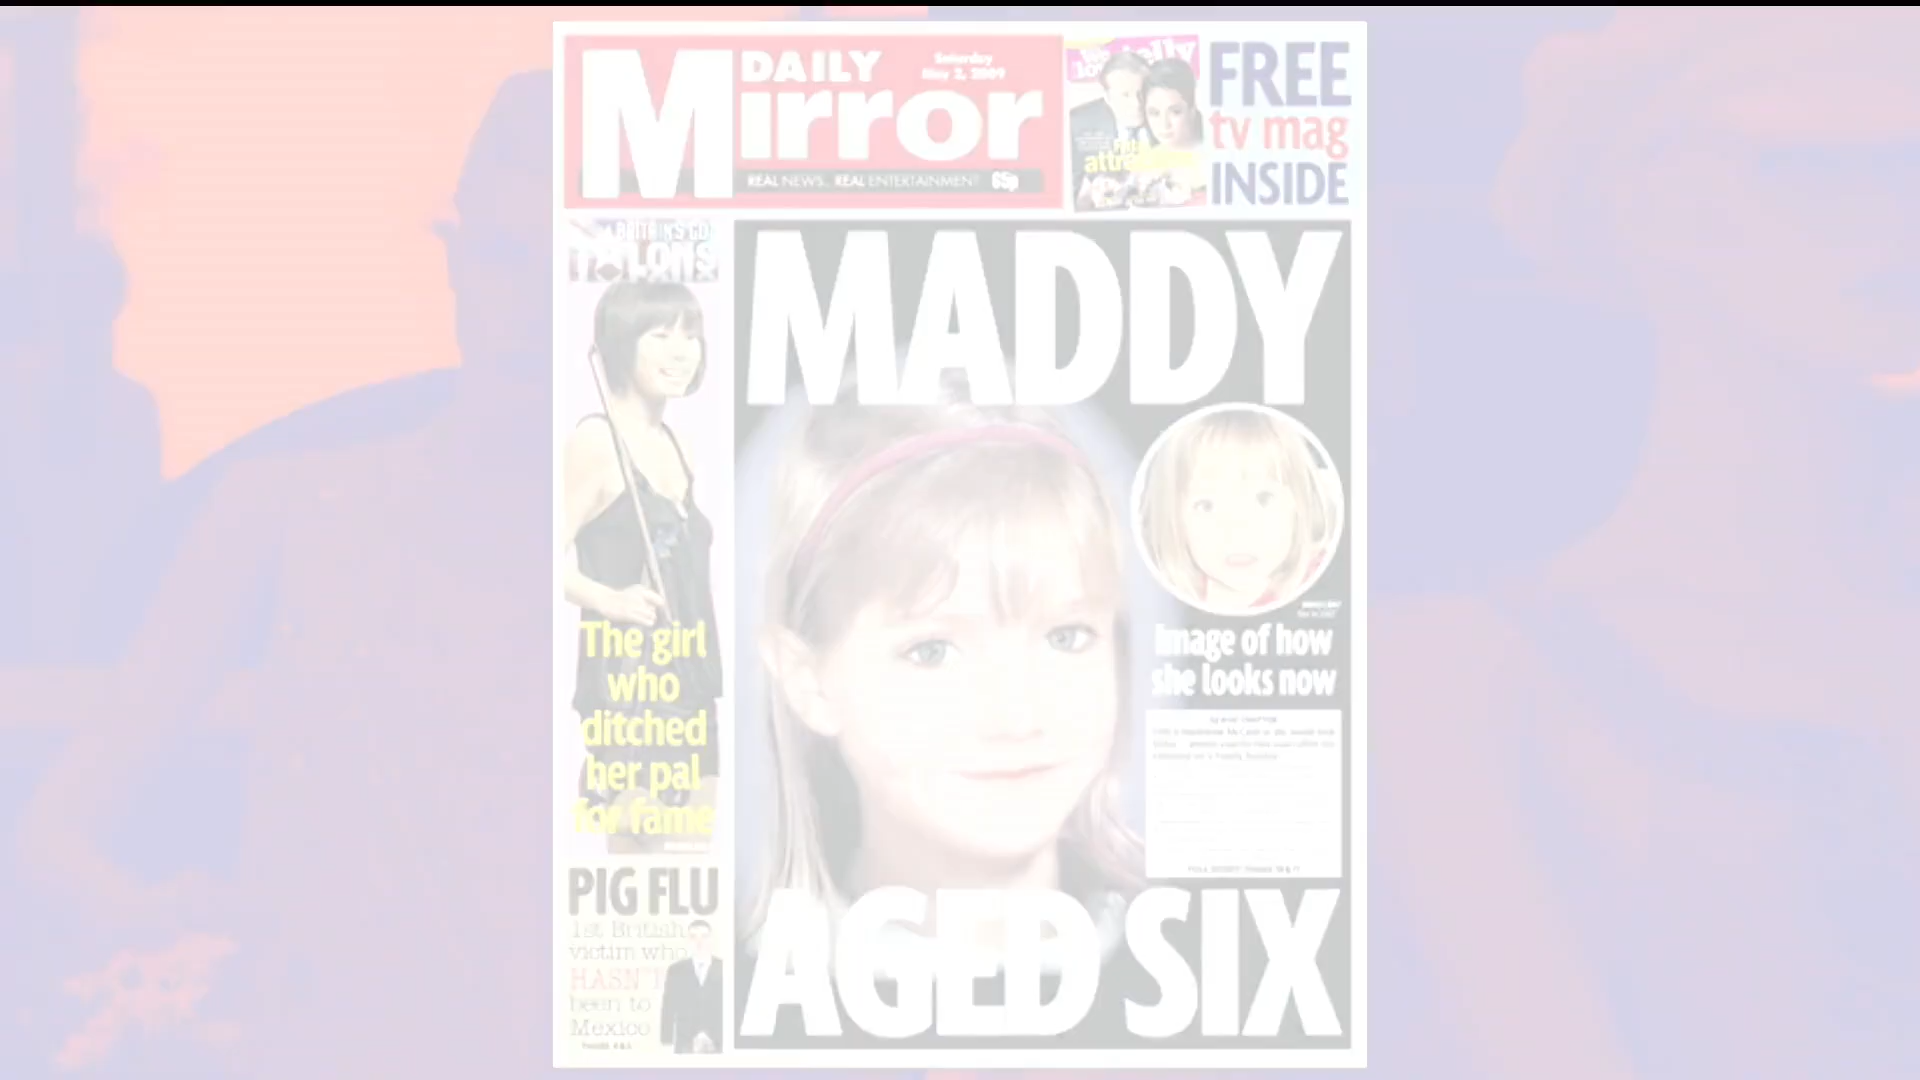 DAILY
Mirror
Saturday
May 2, 2009
REAL NEWS.. REAL ENTERTAINMENT 65p
FREE
tv mag
INSIDE
BRITAIN'S GO
MADDY
The girl
who
ditched
her pal
for fame
Image of how
she looks now
PIG FLU
1st British
victim who
HASN'T
been to
Mexico
AGED SIX